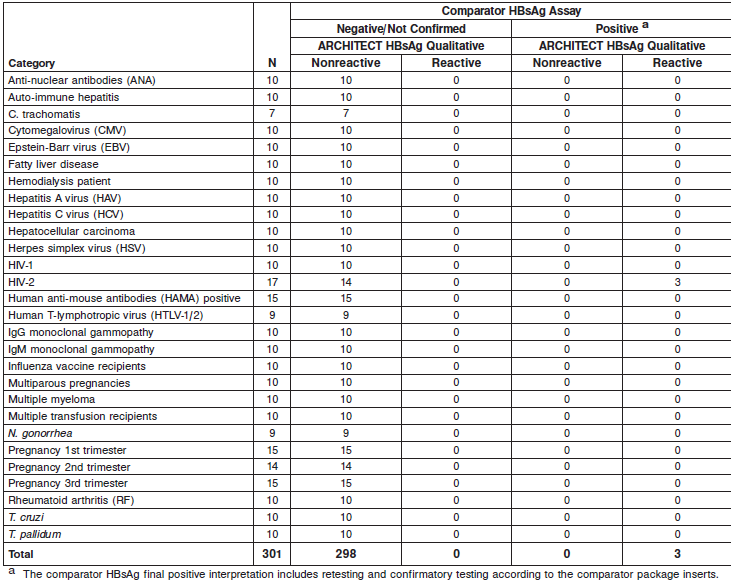 Comparator HBsAg Assay
Negative/Not Confirmed Positive a
ARCHITECT HBsAg Qualitative ARCHITECT HBsAg Qualitative
Category N Nonreactive Reactive Nonreactive Reactive
Anti-nuclear antibodies (ANA) 10 10 0 0 0
Auto-immune hepatitis 10 10 0 0 0
C. trachomatis 7 7 0 0 0
Cytomegalovirus (CMV) 10 10 0 0 0
Epstein-Barr virus (EBV) 10 10 0 0 0
Fatty liver disease 10 10 0 0 0
Hemodialysis patient 10 10 0 0 0
Hepatitis A virus (HAV) 10 10 0 0 0
Hepatitis C virus (HCV) 10 10 0 0 0
Hepatocellular carcinoma 10 10 0 0 0
Herpes simplex virus (HSV) 10 10 0 0 0
HIV-1 10 10 0 0 0
HIV-2 17 14 0 0 3
Human anti-mouse antibodies (HAMA) positive 15 15 0 0 0
Human T-lymphotropic virus (HTLV-1/2) 9 9 0 0 0
IgG monoclonal gammopathy 10 10 0 0 0
IgM monoclonal gammopathy 10 10 0 0 0
Influenza vaccine recipients 10 10 0 0 0
Multiparous pregnancies 10 10 0 0 0
Multiple myeloma 10 10 0 0 0
Multiple transfusion recipients 10 10 0 0 0
N. gonorrhea 9 9 0 0 0
Pregnancy 1st trimester 15 15 0 0 0
Pregnancy 2nd trimester 14 14 0 0 0
Pregnancy 3rd trimester 15 15 0 0 0
Rheumatoid arthritis (RF) 10 10 0 0 0
T. cruzi 10 10 0 0 0
T. pallidum 10 10 0 0 0
Total 301 298 0 0 3
a The comparator HBsAg final positive interpretation includes retesting and confirmatory testing according to the comparator package inserts.